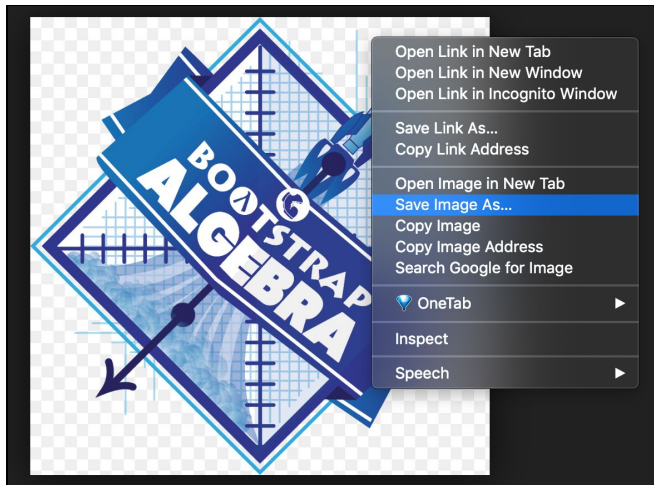 BOOTSTRAP
ALGEBRA
Open Link in New Tab
Open Link in New Window
Open Link in Incognito Window
Save Link As...
Copy Link Address
Open Image in New Tab
Save Image As...
Copy Image
Copy Image Address
Search Google for Image
OneTab
Inspect
Speech